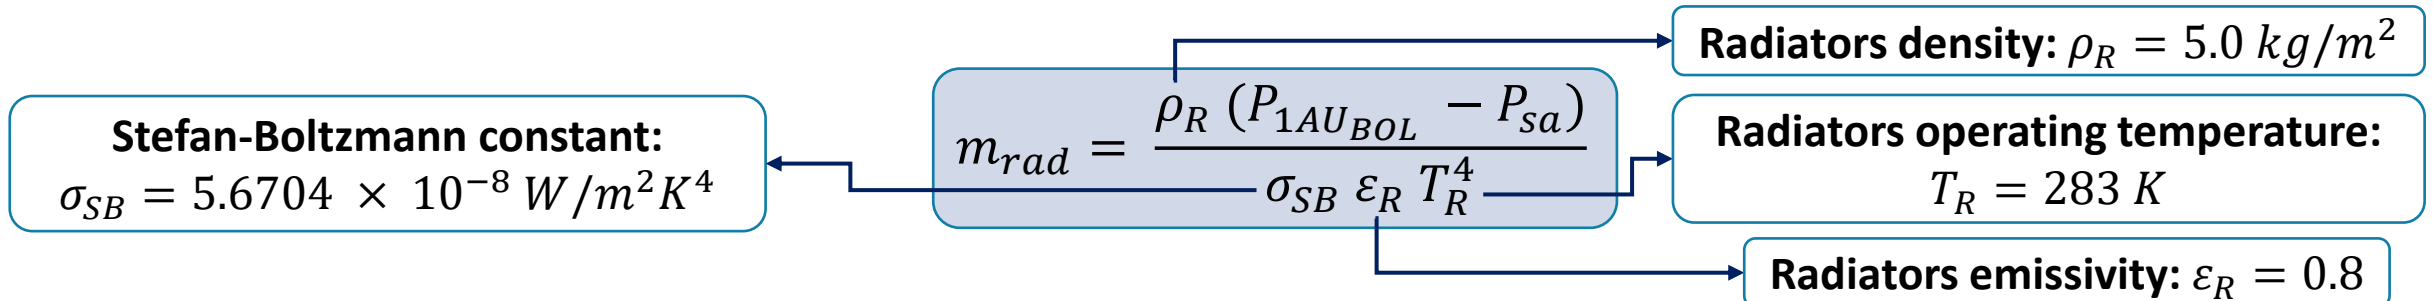 Radiators density: ρ_R = 5.0 kg/m²
Stefan-Boltzmann constant:
σ_SB = 5.6704 × 10⁻⁸ W/m²K⁴
m_rad = ρ_R (P_1AU_BOL − P_sa) / σ_SB ε_R T_R⁴
Radiators operating temperature:
T_R = 283 K
Radiators emissivity: ε_R = 0.8